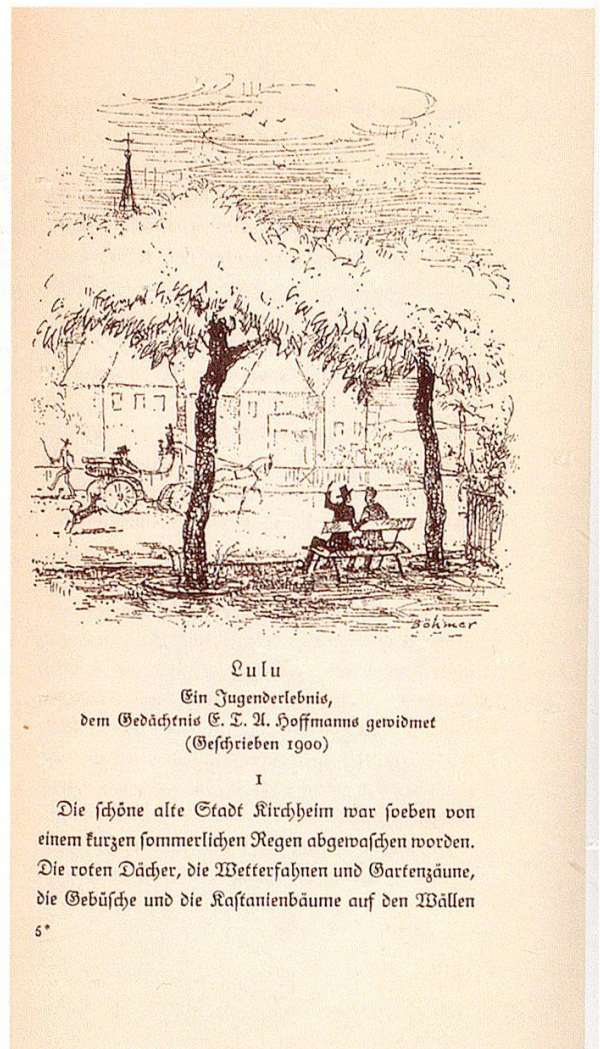 Böhmer
Lulu
Ein Jugenderlebnis,
dem Gedächtnis E. T. A. Hoffmanns gewidmet
(Geschrieben 1900)
I
Die schöne alte Stadt Kirchheim war soeben von
einem kurzen sommerlichen Regen abgewaschen worden.
Die roten Dächer, die Wetterfahnen und Gartenzäune,
die Gebüsche und die Kastanienbäume auf den Wällen
5*